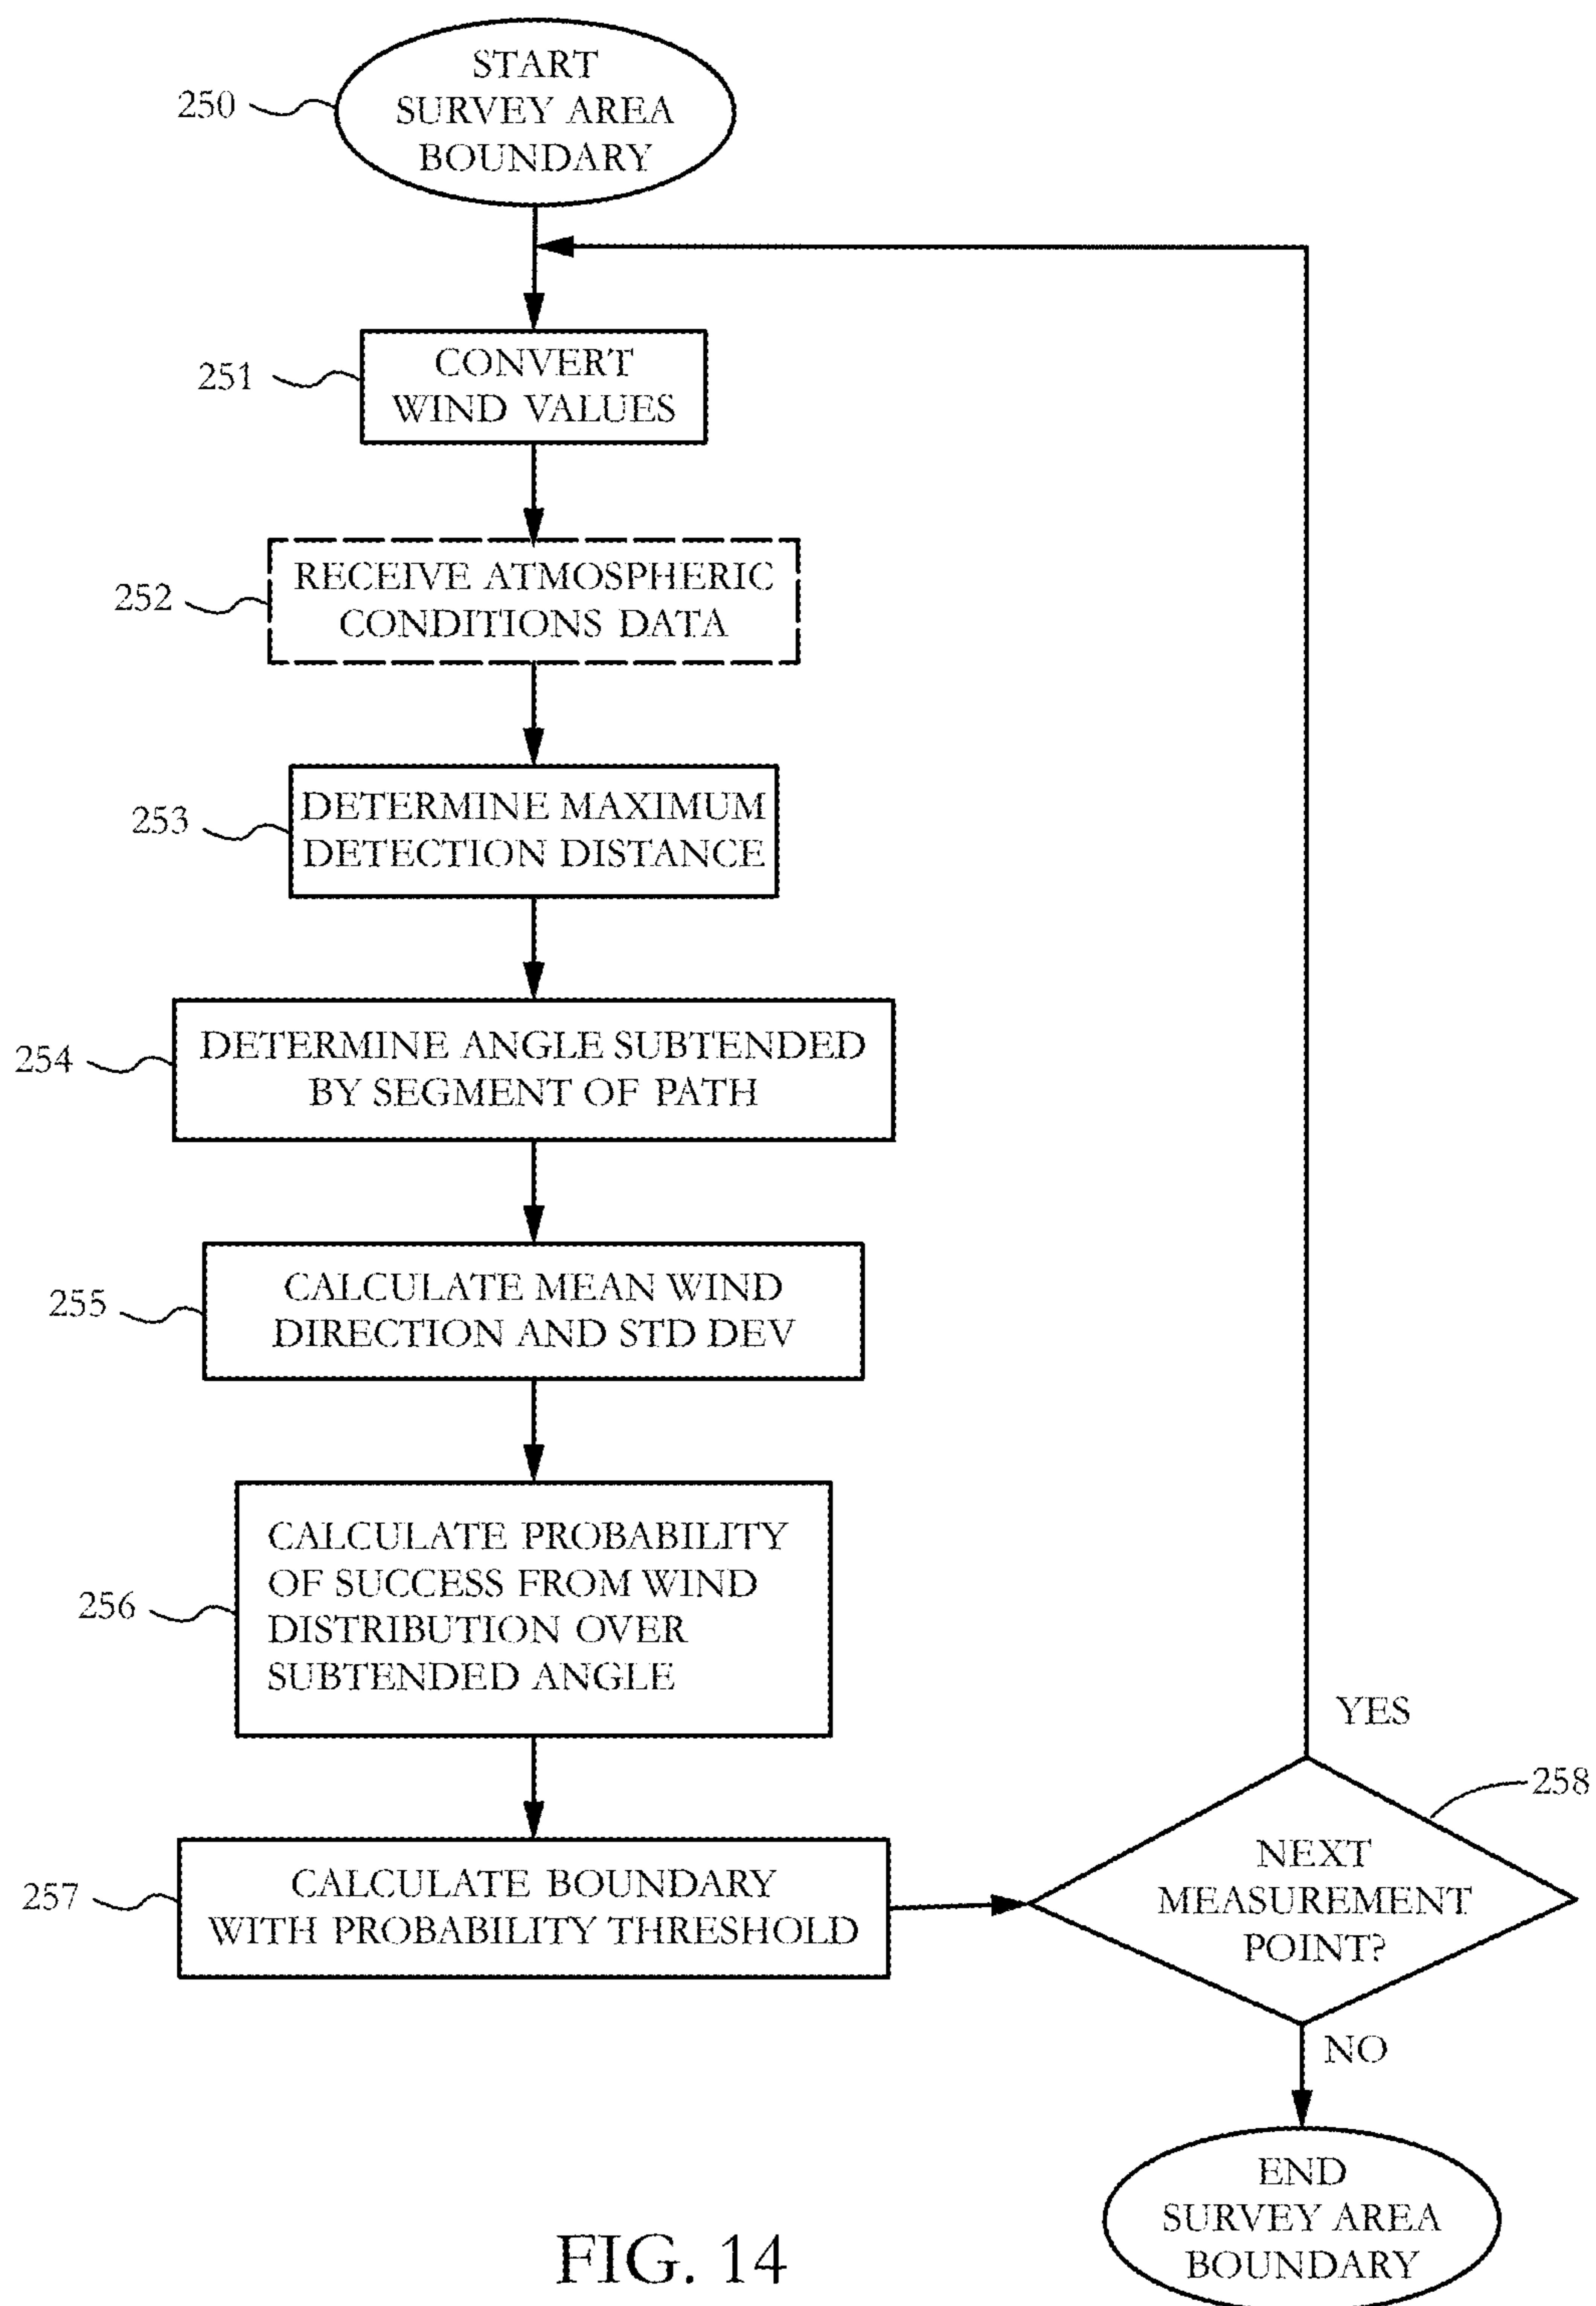 START
SURVEY AREA
BOUNDARY
250
CONVERT
WIND VALUES
251
RECEIVE ATMOSPHERIC
CONDITIONS DATA
252
DETERMINE MAXIMUM
DETECTION DISTANCE
253
DETERMINE ANGLE SUBTENDED
BY SEGMENT OF PATH
254
CALCULATE MEAN WIND
DIRECTION AND STD DEV
255
CALCULATE PROBABILITY
OF SUCCESS FROM WIND
DISTRIBUTION OVER
SUBTENDED ANGLE
256
CALCULATE BOUNDARY
WITH PROBABILITY THRESHOLD
257
YES
258
NEXT
MEASUREMENT
POINT?
NO
END
SURVEY AREA
BOUNDARY
FIG. 14